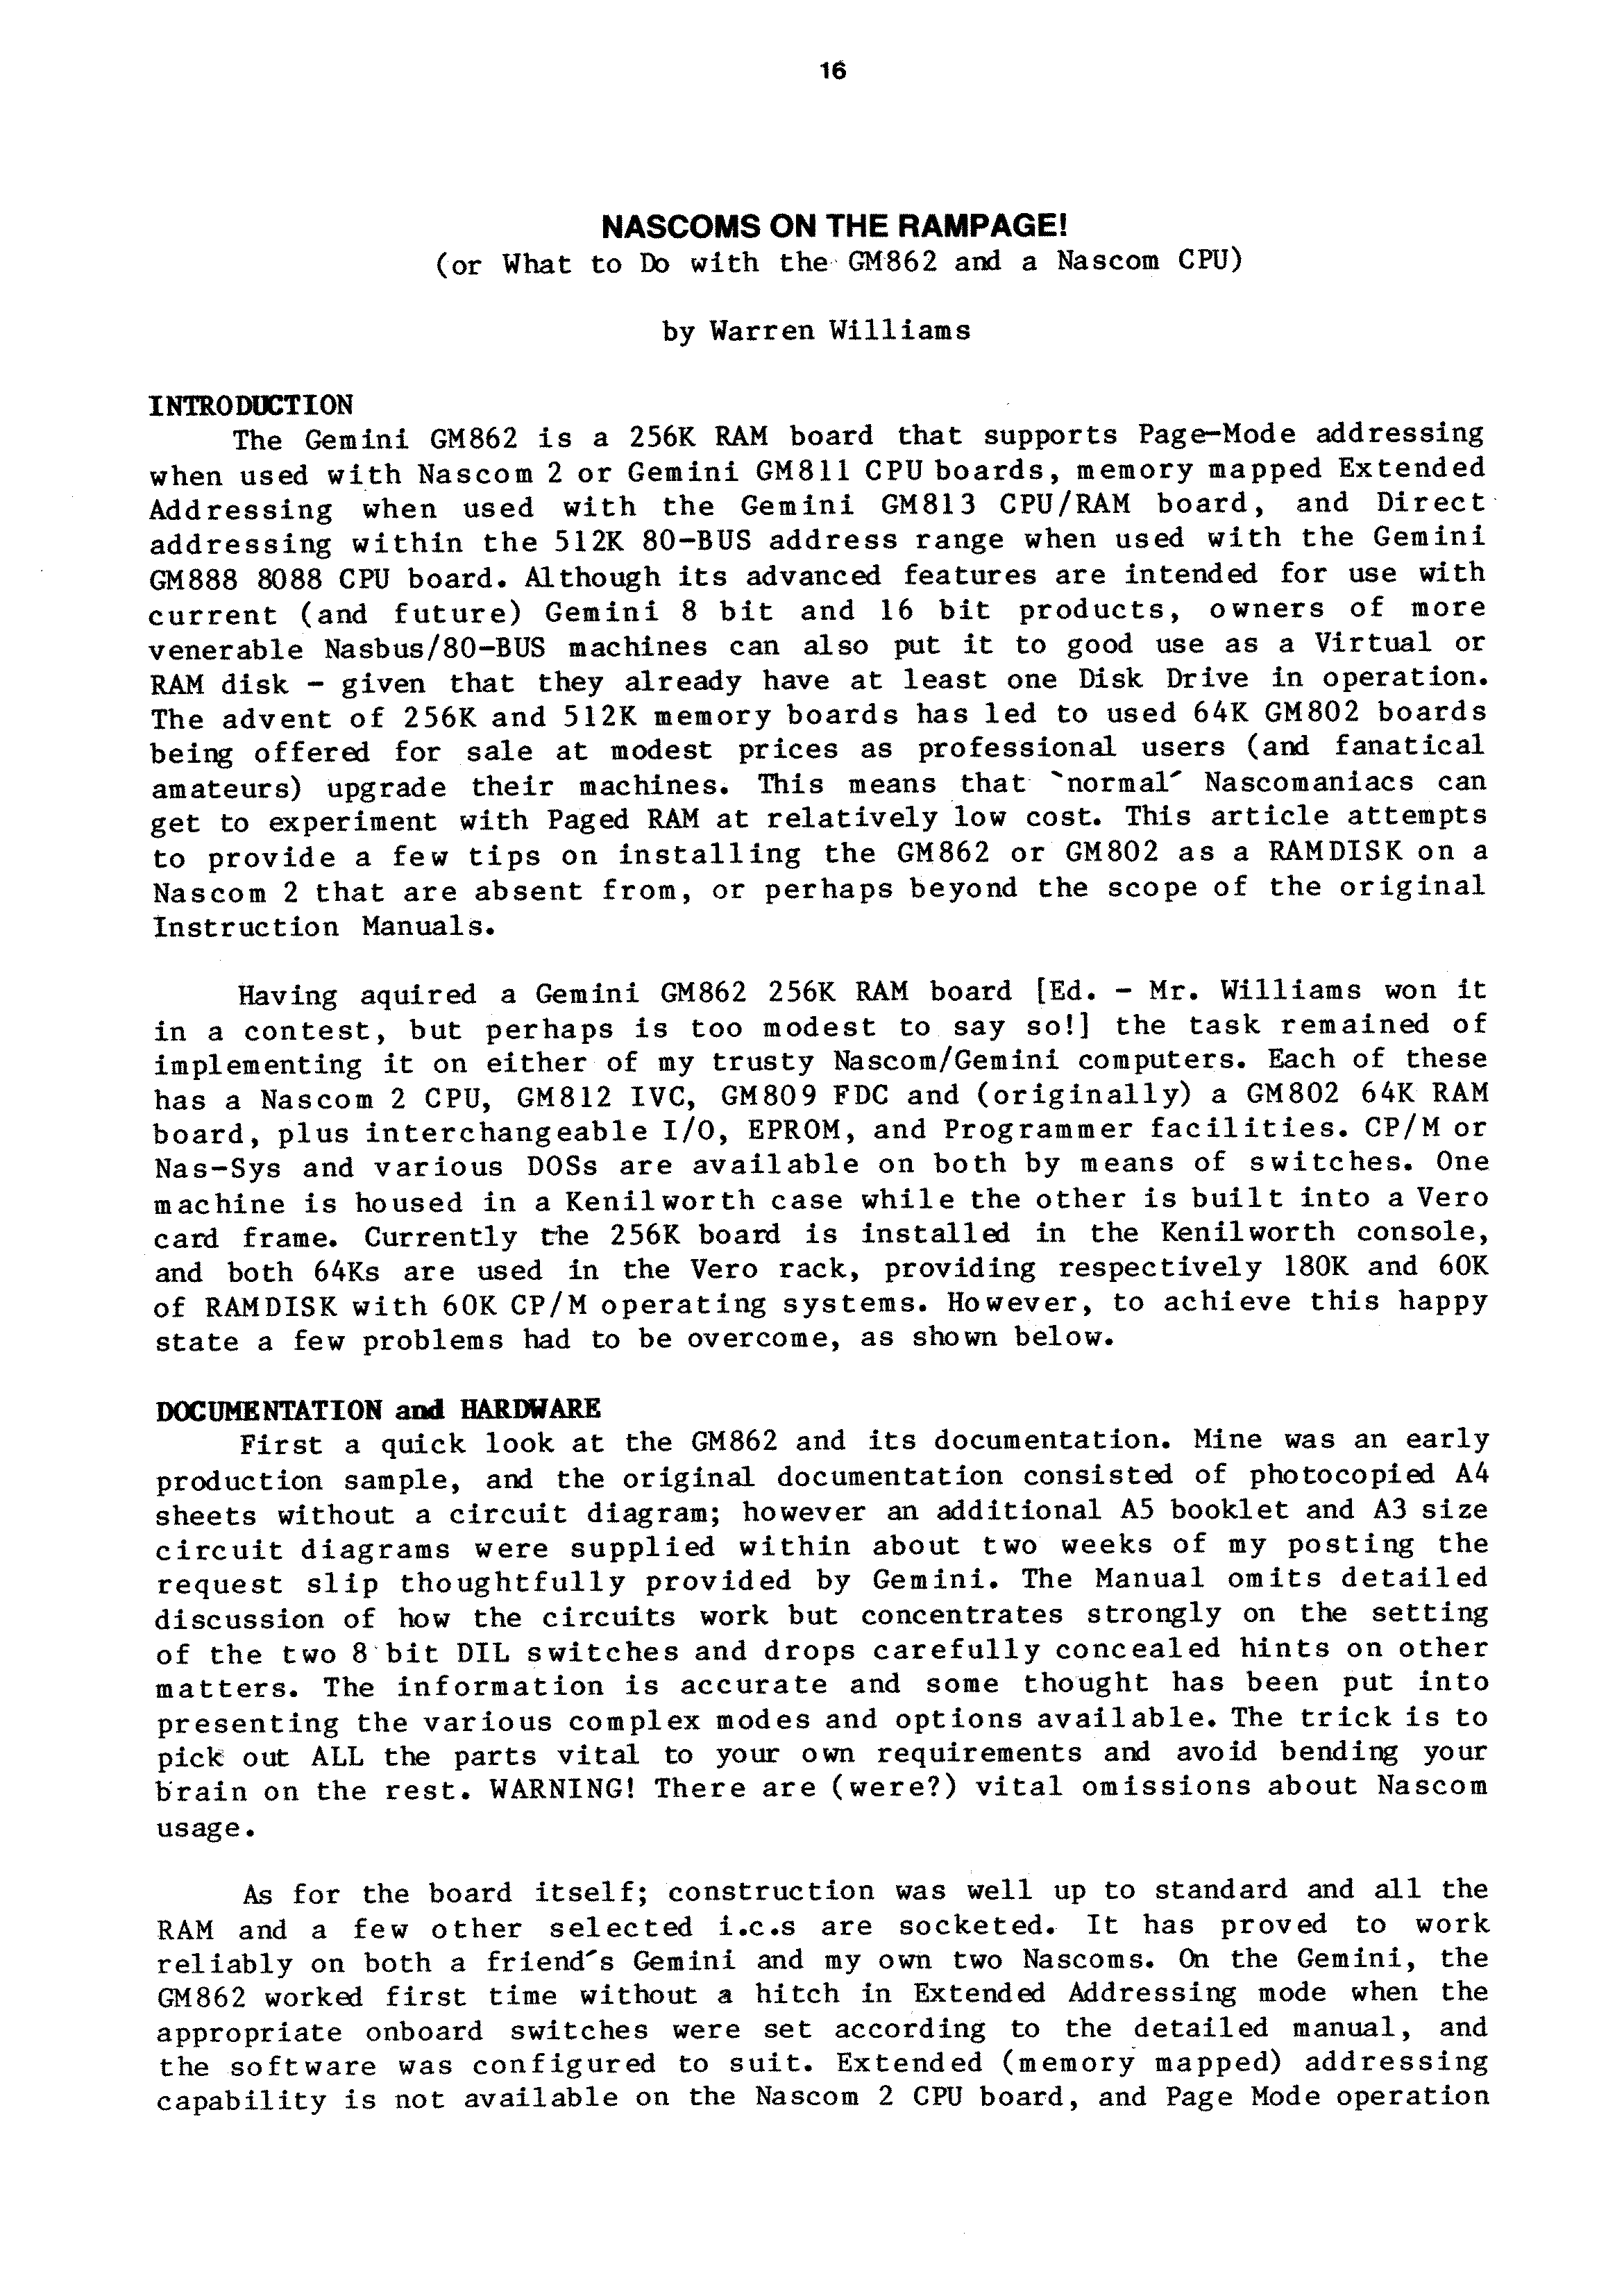 16
NASCOMS ON THE RAMPAGE!
(or What to Do with the GM862 and a Nascom CPU)
by Warren Williams
INTRODUCTION
The Gemini GM862 is a 256K RAM board that supports Page-Mode addressing
when used with Nascom 2 or Gemini GM811 CPU boards, memory mapped Extended
Addressing when used with the Gemini GM813 CPU/RAM board, and Direct
addressing within the 512K 80-BUS address range when used with the Gemini
GM888 8088 CPU board. Although its advanced features are intended for use with
current (and future) Gemini 8 bit and 16 bit products, owners of more
venerable Nasbus/80-BUS machines can also put it to good use as a Virtual or
RAM disk - given that they already have at least one Disk Drive in operation.
The advent of 256K and 512K memory boards has led to used 64K GM802 boards
being offered for sale at modest prices as professional users (and fanatical
amateurs) upgrade their machines. This means that `normal´ Nascomaniacs can
get to experiment with Paged RAM at relatively low cost. This article attempts
to provide a few tips on installing the GM862 or GM802 as a RAMDISK on a
Nascom 2 that are absent from, or perhaps beyond the scope of the original
Instruction Manuals.
Having aquired a Gemini GM862 256K RAM board [Ed. - Mr. Williams won it
in a contest, but perhaps is too modest to say so!] the task remained of
implementing it on either of my trusty Nascom/Gemini computers. Each of these
has a Nascom 2 CPU, GM812 IVC, GM809 FDC and (originally) a GM802 64K RAM
board, plus interchangeable I/O, EPROM, and Programmer facilities. CP/M or
Nas-Sys and various DOSs are available on both by means of switches. One
machine is housed in a Kenilworth case while the other is built into a Vero
card frame. Currently the 256K board is installed in the Kenilworth console,
and both 64Ks are used in the Vero rack, providing respectively 180K and 60K
of RAMDISK with 60K CP/M operating systems. However, to achieve this happy
state a few problems had to be overcome, as shown below.
DOCUMENTATION and HARDWARE
First a quick look at the GM862 and its documentation. Mine was an early
production sample, and the original documentation consisted of photocopied A4
sheets without a circuit diagram; however an additional A5 booklet and A3 size
circuit diagrams were supplied within about two weeks of my posting the
request slip thoughtfully provided by Gemini. The Manual omits detailed
discussion of how the circuits work but concentrates strongly on the setting
of the two 8 bit DIL switches and drops carefully concealed hints on other
matters. The information is accurate and some thought has been put into
presenting the various complex modes and options available. The trick is to
pick out ALL the parts vital to your own requirements and avoid bending your
brain on the rest. WARNING! There are (were?) vital omissions about Nascom
usage.
As for the board itself; construction was well up to standard and all the
RAM and a few other selected i.c.s are socketed. It has proved to work
reliably on both a friend´s Gemini and my own two Nascoms. On the Gemini, the
GM862 worked first time without a hitch in Extended Addressing mode when the
appropriate onboard switches were set according to the detailed manual, and
the software was configured to suit. Extended (memory mapped) addressing
capability is not available on the Nascom 2 CPU board, and Page Mode operation